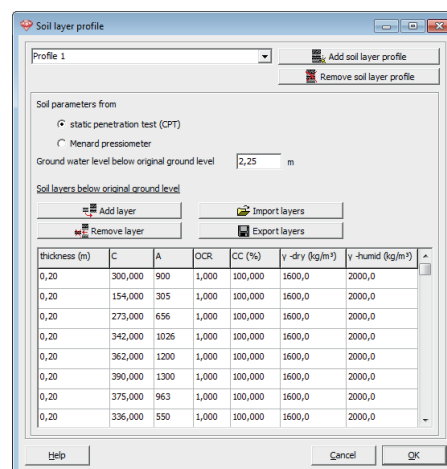 Soil layer profile
Profile 1
Add soil layer profile
Remove soil layer profile
Soil parameters from
static penetration test (CPT)
Menard pressiometer
Ground water level below original ground level 2,25 m
Soil layers below original ground level
Add layer Import layers
Remove layer Export layers
thickness (m) C A OCR CC (%) γ -dry (kg/m³) γ -humid (kg/m³)
0,20 300,000 900 1,000 100,000 1600,0 2000,0
0,20 154,000 305 1,000 100,000 1600,0 2000,0
0,20 273,000 656 1,000 100,000 1600,0 2000,0
0,20 342,000 1026 1,000 100,000 1600,0 2000,0
0,20 362,000 1200 1,000 100,000 1600,0 2000,0
0,20 390,000 1300 1,000 100,000 1600,0 2000,0
0,20 375,000 963 1,000 100,000 1600,0 2000,0
0,20 336,000 550 1,000 100,000 1600,0 2000,0
Help Cancel OK